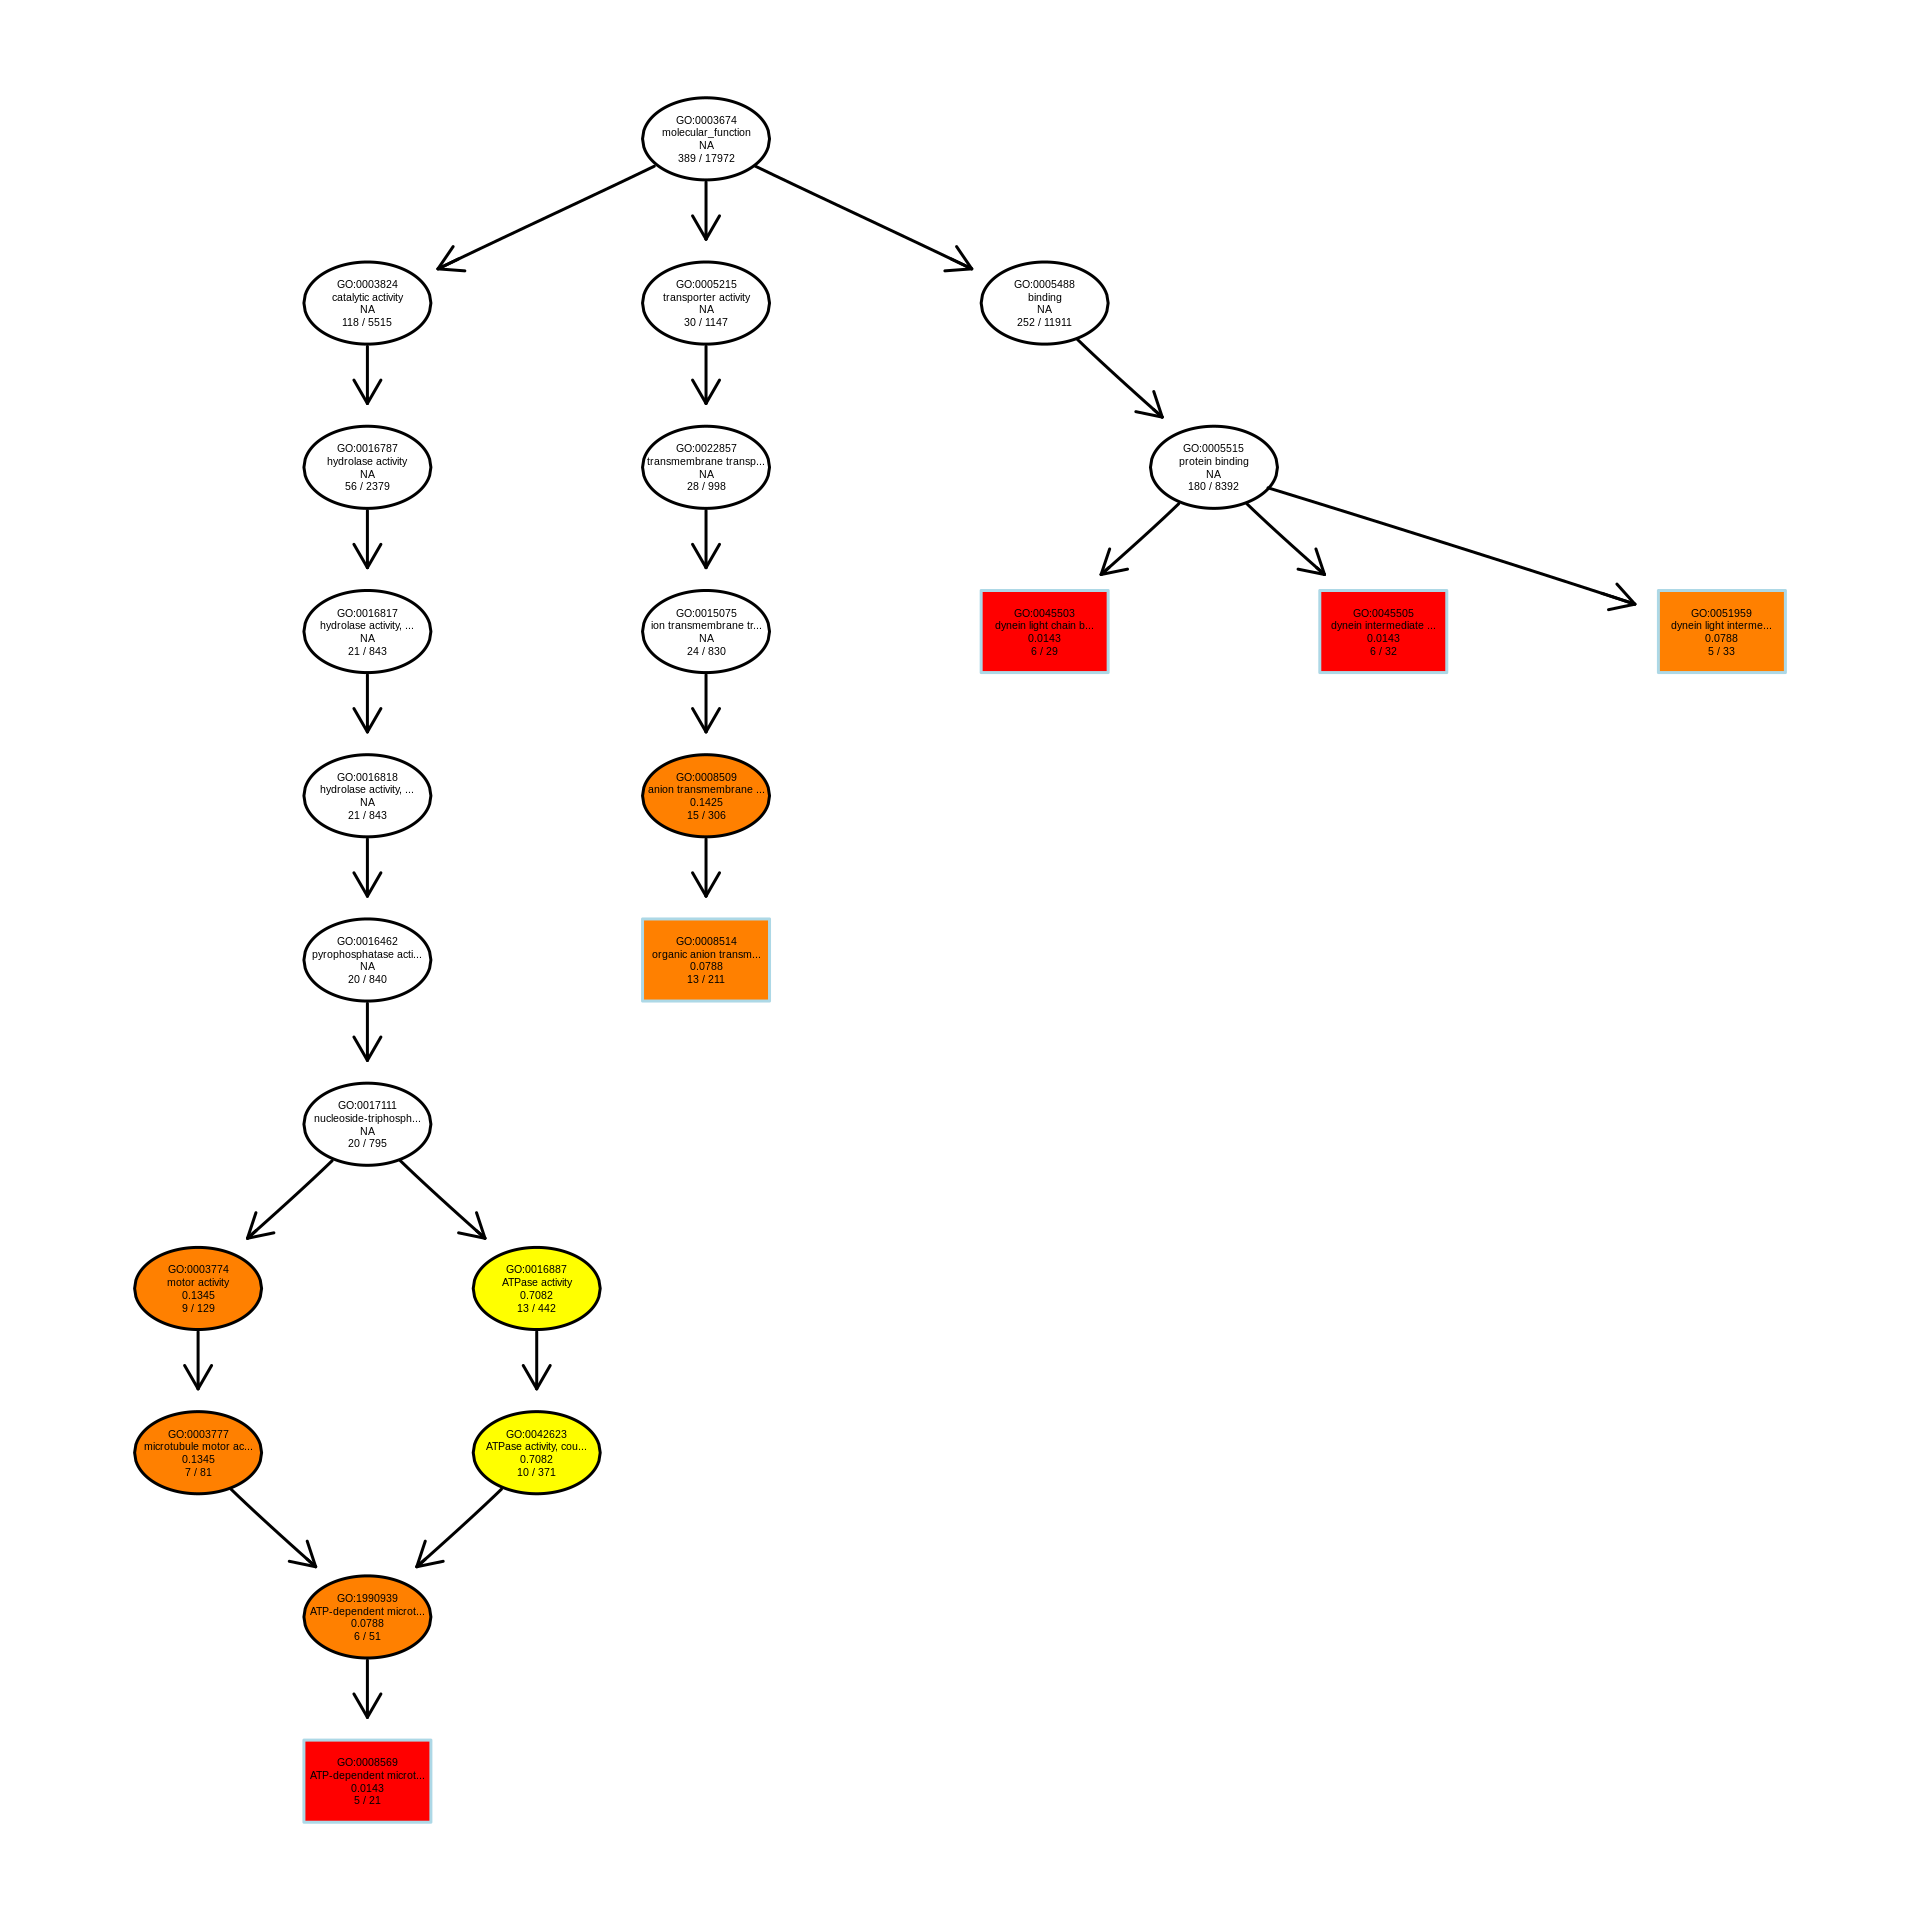 GO:0003674
molecular_function
NA
389 / 17972
GO:0003824
catalytic activity
NA
118 / 5515
GO:0005215
transporter activity
NA
30 / 1147
GO:0005488
binding
NA
252 / 11911
GO:0016787
hydrolase activity
NA
56 / 2379
GO:0022857
transmembrane transp...
NA
28 / 998
GO:0005515
protein binding
NA
180 / 8392
GO:0016817
hydrolase activity, ...
NA
21 / 843
GO:0015075
ion transmembrane tr...
NA
24 / 830
GO:0045503
dynein light chain b...
0.0143
6 / 29
GO:0045505
dynein intermediate ...
0.0143
6 / 32
GO:0051959
dynein light interme...
0.0788
5 / 33
GO:0016818
hydrolase activity, ...
NA
21 / 843
GO:0008509
anion transmembrane ...
0.1425
15 / 306
GO:0016462
pyrophosphatase acti...
NA
20 / 840
GO:0008514
organic anion transm...
0.0788
13 / 211
GO:0017111
nucleoside-triphosph...
NA
20 / 795
GO:0003774
motor activity
0.1345
9 / 129
GO:0016887
ATPase activity
0.7082
13 / 442
GO:0003777
microtubule motor ac...
0.1345
7 / 81
GO:0042623
ATPase activity, cou...
0.7082
10 / 371
GO:1990939
ATP-dependent microt...
0.0788
6 / 51
GO:0008569
ATP-dependent microt...
0.0143
5 / 21